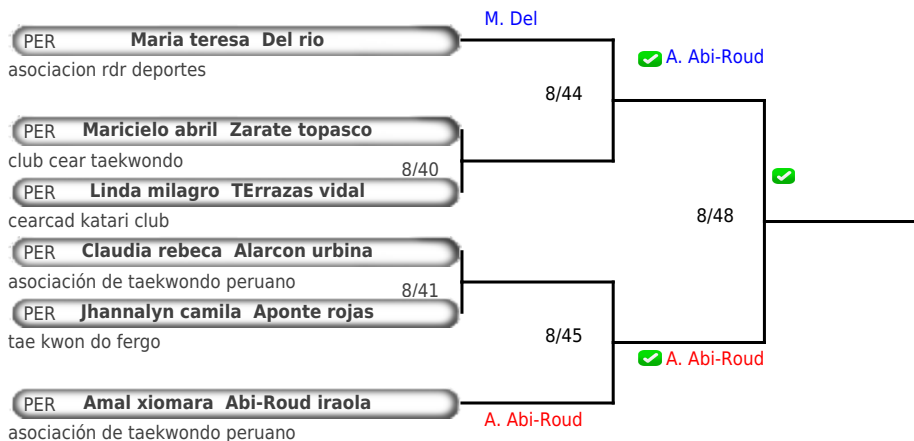 M. Del
PER Maria teresa Del rio
asociacion rdr deportes
A. Abi-Roud
8/44
PER Maricielo abril Zarate topasco
club cear taekwondo
8/40
PER Linda milagro TErrazas vidal
cearcad katari club
8/48
PER Claudia rebeca Alarcon urbina
asociación de taekwondo peruano
8/41
PER Jhannalyn camila Aponte rojas
tae kwon do fergo
8/45
A. Abi-Roud
PER Amal xiomara Abi-Roud iraola
A. Abi-Roud
asociación de taekwondo peruano